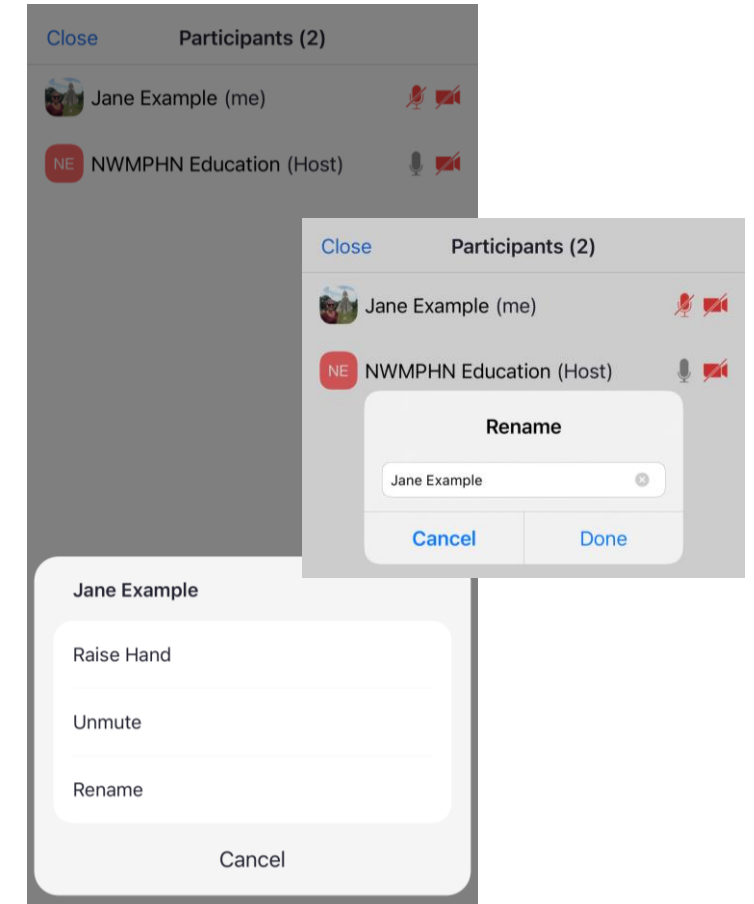 Close Participants (2)
Jane Example (me)
NE NWMPHN Education (Host)
Jane Example
Raise Hand
Unmute
Rename
Cancel
Close Participants (2)
Jane Example (me)
NE NWMPHN Education (Host)
Rename
Jane Example
Cancel Done